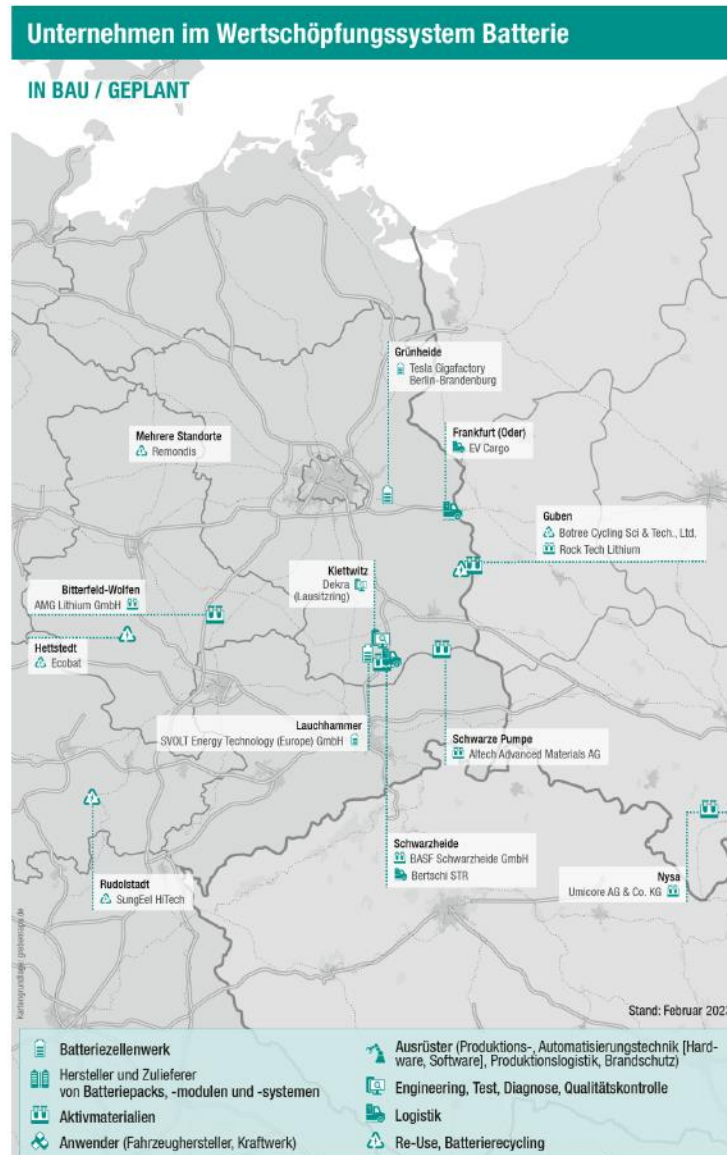 Unternehmen im Wertschöpfungssystem Batterie
IN BAU / GEPLANT
Grünheide
Tesla Gigafactory
Berlin-Brandenburg
Mehrere Standorte
Remondis
Frankfurt (Oder)
EV Cargo
Guben
Botree Cycling Sci & Tech., Ltd.
Rock Tech Lithium
Klettwitz
Dekra
(Lausitzring)
Bitterfeld-Wolfen
AMG Lithium GmbH
Hettstedt
Ecobat
Lauchhammer
SVOLT Energy Technology (Europe) GmbH
Schwarze Pumpe
Altech Advanced Materials AG
Schwarzheide
BASF Schwarzheide GmbH
Bertschi STR
Rudolstadt
SungEel HiTech
Nysa
Umicore AG & Co. KG
Stand: Februar 2023
Batteriezellenwerk
Hersteller und Zulieferer
von Batteriepacks, -modulen und -systemen
Aktivmaterialien
Anwender (Fahrzeughersteller, Kraftwerk)
Ausrüster (Produktions-, Automatisierungstechnik [Hard-
ware, Software], Produktionslogistik, Brandschutz)
Engineering, Test, Diagnose, Qualitätskontrolle
Logistik
Re-Use, Batterierecycling